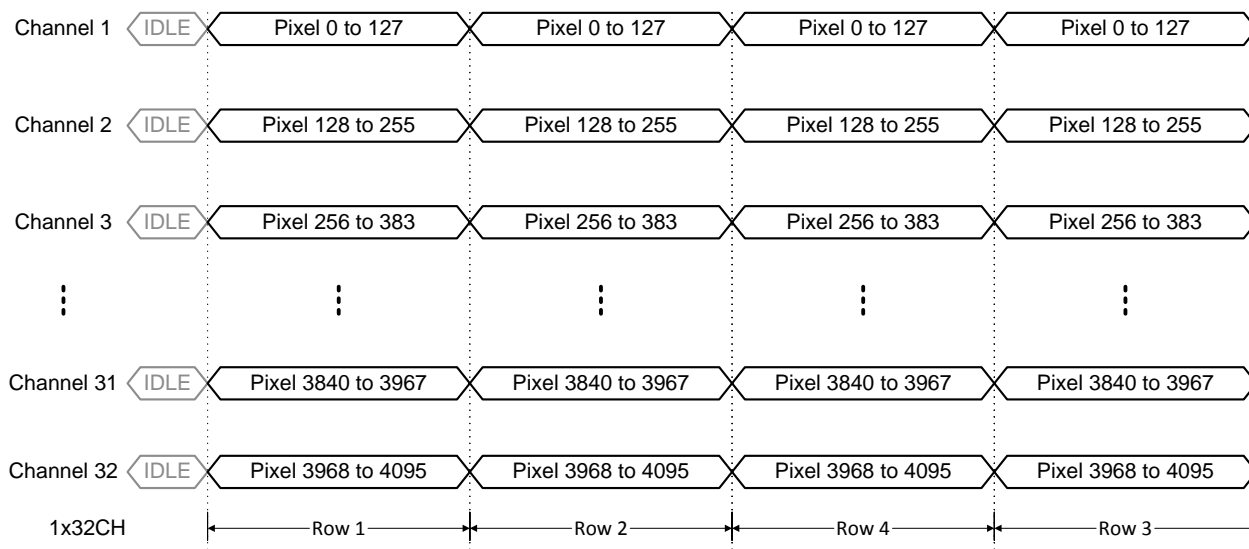 Channel 1 IDLE Pixel 0 to 127 Pixel 0 to 127 Pixel 0 to 127 Pixel 0 to 127
Channel 2 IDLE Pixel 128 to 255 Pixel 128 to 255 Pixel 128 to 255 Pixel 128 to 255
Channel 3 IDLE Pixel 256 to 383 Pixel 256 to 383 Pixel 256 to 383 Pixel 256 to 383
Channel 31 IDLE Pixel 3840 to 3967 Pixel 3840 to 3967 Pixel 3840 to 3967 Pixel 3840 to 3967
Channel 32 IDLE Pixel 3968 to 4095 Pixel 3968 to 4095 Pixel 3968 to 4095 Pixel 3968 to 4095
1x32CH Row 1 Row 2 Row 4 Row 3